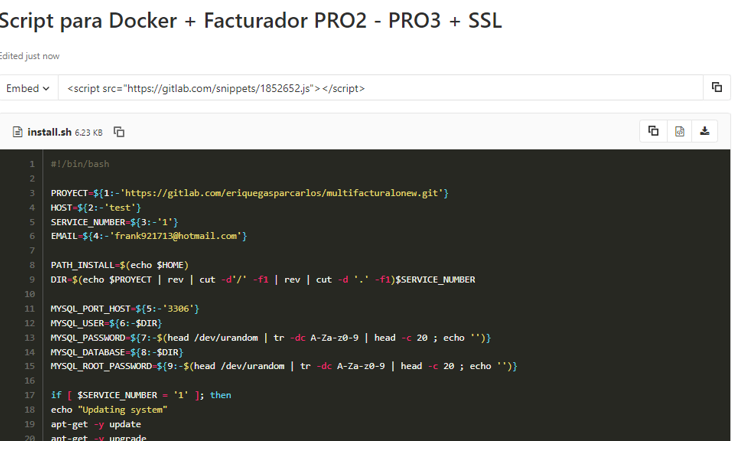 Script para Docker + Facturador PRO2 - PRO3 + SSL
Edited just now
Embed
<script src="https://gitlab.com/snippets/1852652.js"></script>
install.sh 6.23 KB
1 #!/bin/bash
2
3 PROYECT=${1:-'https://gitlab.com/eriquegasparcarlos/multifacturalonew.git'}
4 HOST=${2:-'test'}
5 SERVICE_NUMBER=${3:-'1'}
6 EMAIL=${4:-'frank921713@hotmail.com'}
7
8 PATH_INSTALL=$(echo $HOME)
9 DIR=$(echo $PROYECT | rev | cut -d'/' -f1 | rev | cut -d '.' -f1)$SERVICE_NUMBER
10
11 MYSQL_PORT_HOST=${5:-'3306'}
12 MYSQL_USER=${6:-$DIR}
13 MYSQL_PASSWORD=${7:-$(head /dev/urandom | tr -dc A-Za-z0-9 | head -c 20 ; echo '')}
14 MYSQL_DATABASE=${8:-$DIR}
15 MYSQL_ROOT_PASSWORD=${9:-$(head /dev/urandom | tr -dc A-Za-z0-9 | head -c 20 ; echo '')}
16
17 if [ $SERVICE_NUMBER = '1' ]; then
18 echo "Updating system"
19 apt-get -y update
20 apt-get -y upgrade